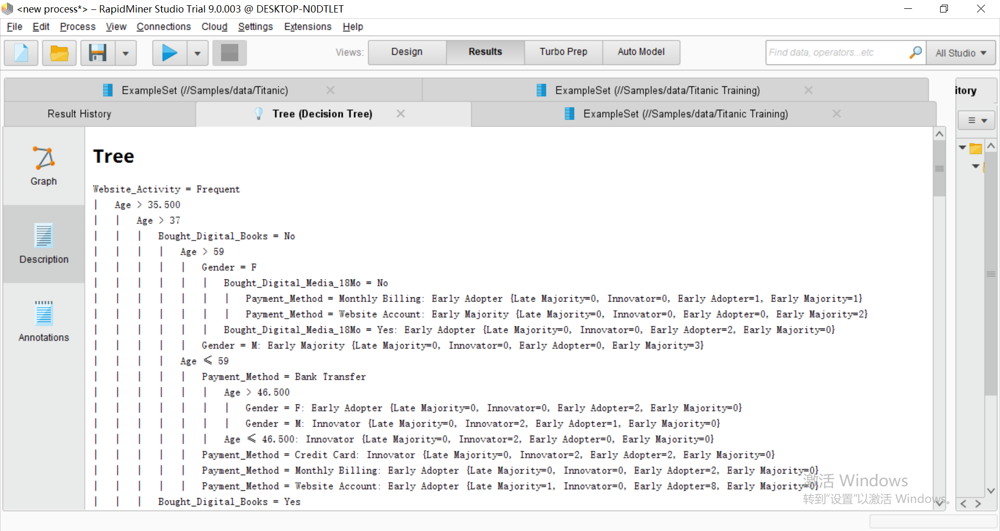 <new process*> – RapidMiner Studio Trial 9.0.003 @ DESKTOP-N0DTLET
File Edit Process View Connections Cloud Settings Extensions Help
Views: Design Results Turbo Prep Auto Model Find data, operators...etc All Studio
ExampleSet (//Samples/data/Titanic) ExampleSet (//Samples/data/Titanic Training) itory
Result History Tree (Decision Tree) ExampleSet (//Samples/data/Titanic Training)
Graph
Description
Annotations
Tree
Website_Activity = Frequent
| Age > 35.500
| | Age > 37
| | | Bought_Digital_Books = No
| | | | Age > 59
| | | | | Gender = F
| | | | | | Bought_Digital_Media_18Mo = No
| | | | | | | Payment_Method = Monthly Billing: Early Adopter {Late Majority=0, Innovator=0, Early Adopter=1, Early Majority=1}
| | | | | | | Payment_Method = Website Account: Early Majority {Late Majority=0, Innovator=0, Early Adopter=0, Early Majority=2}
| | | | | | Bought_Digital_Media_18Mo = Yes: Early Adopter {Late Majority=0, Innovator=0, Early Adopter=2, Early Majority=0}
| | | | | Gender = M: Early Majority {Late Majority=0, Innovator=0, Early Adopter=0, Early Majority=3}
| | | | Age ≤ 59
| | | | | Payment_Method = Bank Transfer
| | | | | | Age > 46.500
| | | | | | | Gender = F: Early Adopter {Late Majority=0, Innovator=0, Early Adopter=2, Early Majority=0}
| | | | | | | Gender = M: Innovator {Late Majority=0, Innovator=2, Early Adopter=1, Early Majority=0}
| | | | | | Age ≤ 46.500: Innovator {Late Majority=0, Innovator=2, Early Adopter=0, Early Majority=0}
| | | | | Payment_Method = Credit Card: Innovator {Late Majority=0, Innovator=2, Early Adopter=2, Early Majority=0}
| | | | | Payment_Method = Monthly Billing: Early Adopter {Late Majority=0, Innovator=0, Early Adopter=2, Early Majority=0}
| | | | | Payment_Method = Website Account: Early Adopter {Late Majority=1, Innovator=0, Early Adopter=8, Early Majority=0}
| | | Bought_Digital_Books = Yes
激活 Windows
转到“设置”以激活 Windows。